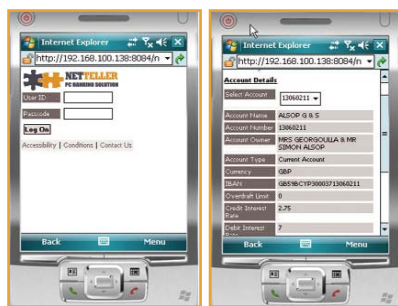 Internet Explorer
http://192.168.100.138:8084/n
NETTELLER
PC BANKING SOLUTION
User ID
Passcode
Log On
Accessibility | Conditions | Contact Us
Back Menu
Internet Explorer
http://192.168.100.138:8084/n
Account Details
Select Account 13060211
Account Name ALSOP G & S
Account Number 13060211
Account Owner MRS GEORGOULLA & MR
SIMON ALSOP
Account Type Current Account
Currency GBP
IBAN GB59BCYP30003713060211
Overdraft Limit 0
Credit Interest
Rate 2.75
Debit Interest
Rate 7
Back Menu